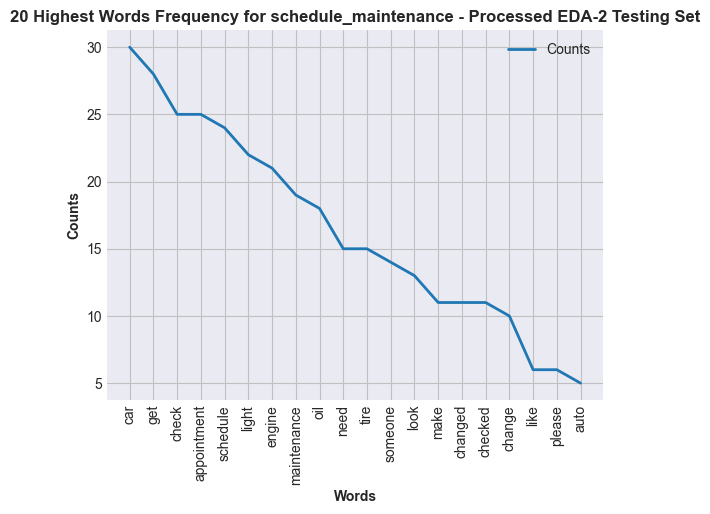 20 Highest Words Frequency for schedule_maintenance - Processed EDA-2 Testing Set
Counts
30
25
20
15
10
5
Counts
car
get
check
appointment
schedule
light
engine
maintenance
oil
need
tire
someone
look
make
changed
checked
change
like
please
auto
Words